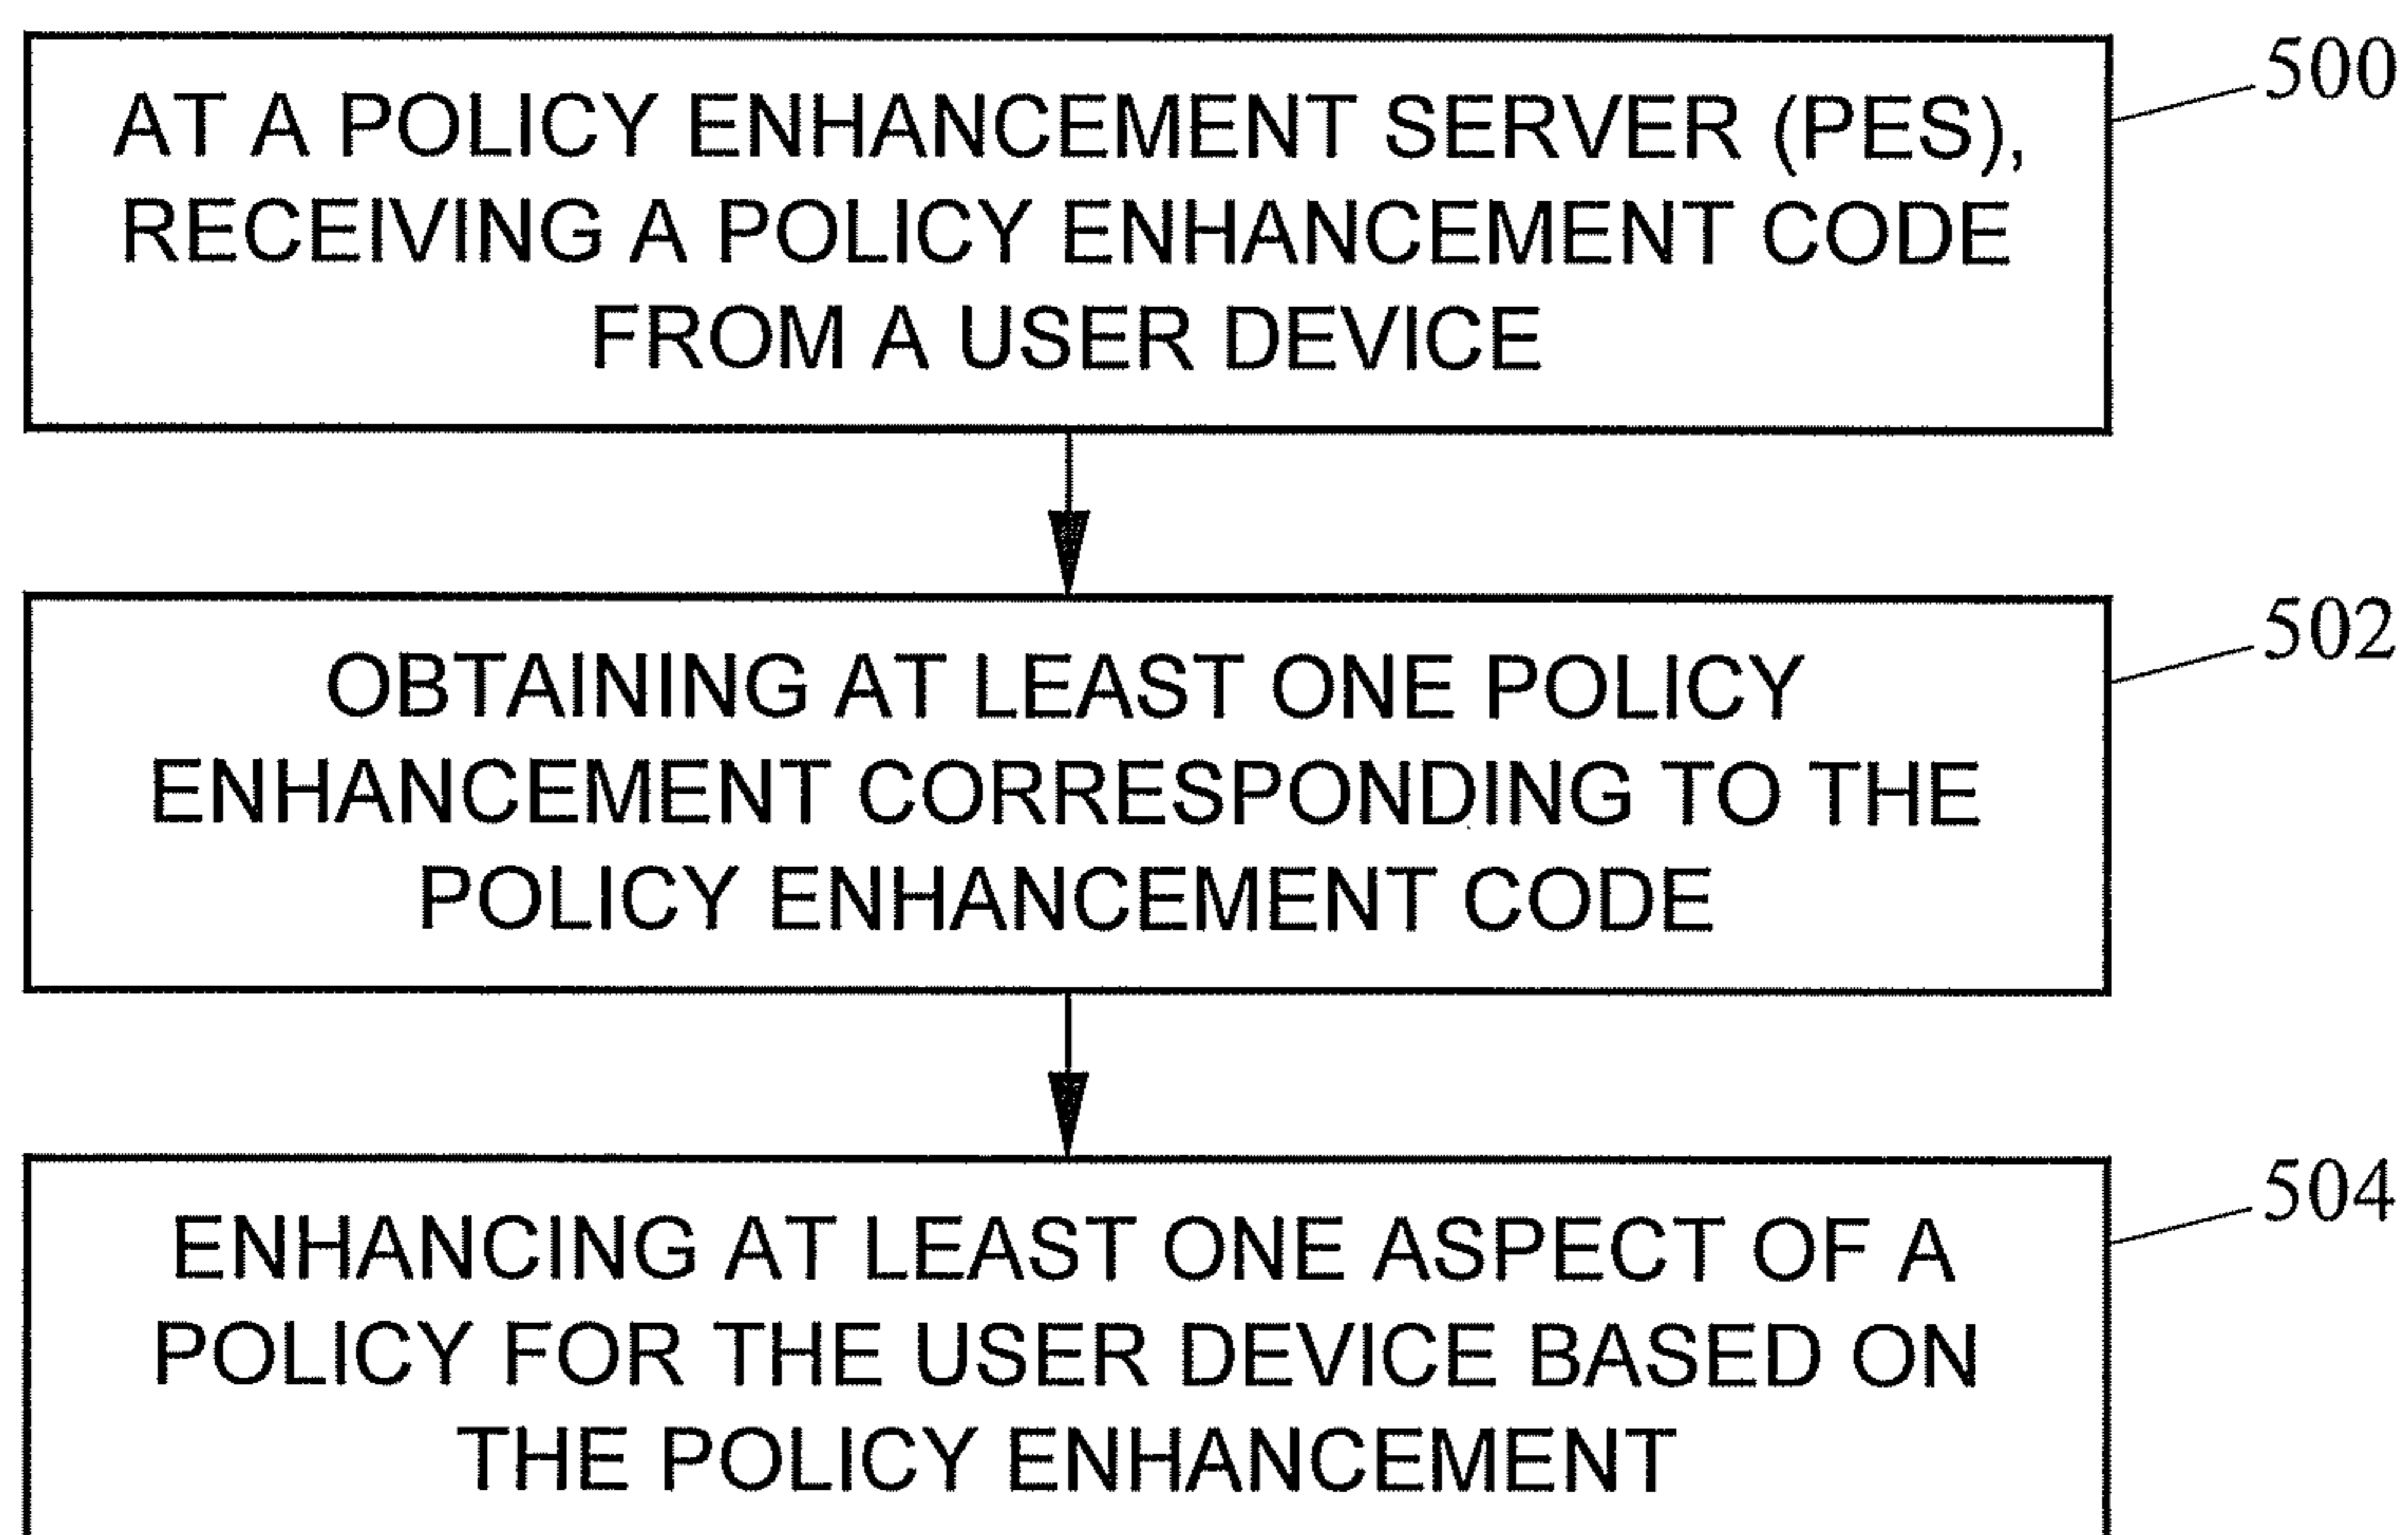 AT A POLICY ENHANCEMENT SERVER (PES),
RECEIVING A POLICY ENHANCEMENT CODE
FROM A USER DEVICE
500
OBTAINING AT LEAST ONE POLICY
ENHANCEMENT CORRESPONDING TO THE
POLICY ENHANCEMENT CODE
502
ENHANCING AT LEAST ONE ASPECT OF A
POLICY FOR THE USER DEVICE BASED ON
THE POLICY ENHANCEMENT
504